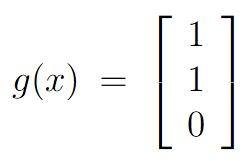 g(x) = [ 1
1
0 ]